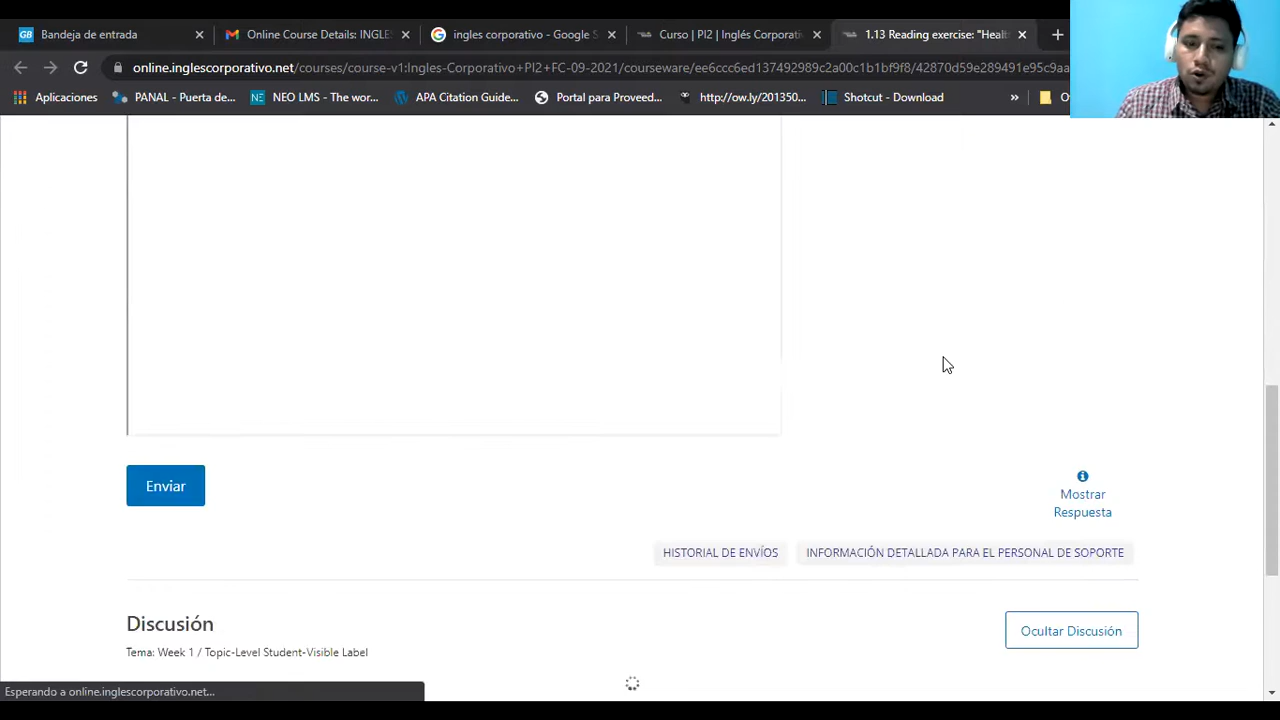 Bandeja de entrada
Online Course Details: INGLES
ingles corporativo - Google S
Curso | PI2 | Inglés Corporativ
1.13 Reading exercise: "Healt
online.inglescorporativo.net/courses/course-v1:Ingles-Corporativo+PI2+FC-09-2021/courseware/ee6ccc6ed137492989c2a00c1b1bf9f8/42870d59e289491e95c9aa
Aplicaciones
PANAL - Puerta de...
NEO LMS - The wor...
APA Citation Guide...
Portal para Proveed...
http://ow.ly/201350...
Shotcut - Download
»
Enviar
Mostrar
Respuesta
HISTORIAL DE ENVÍOS
INFORMACIÓN DETALLADA PARA EL PERSONAL DE SOPORTE
Discusión
Ocultar Discusión
Tema: Week 1 / Topic-Level Student-Visible Label
Esperando a online.inglescorporativo.net...